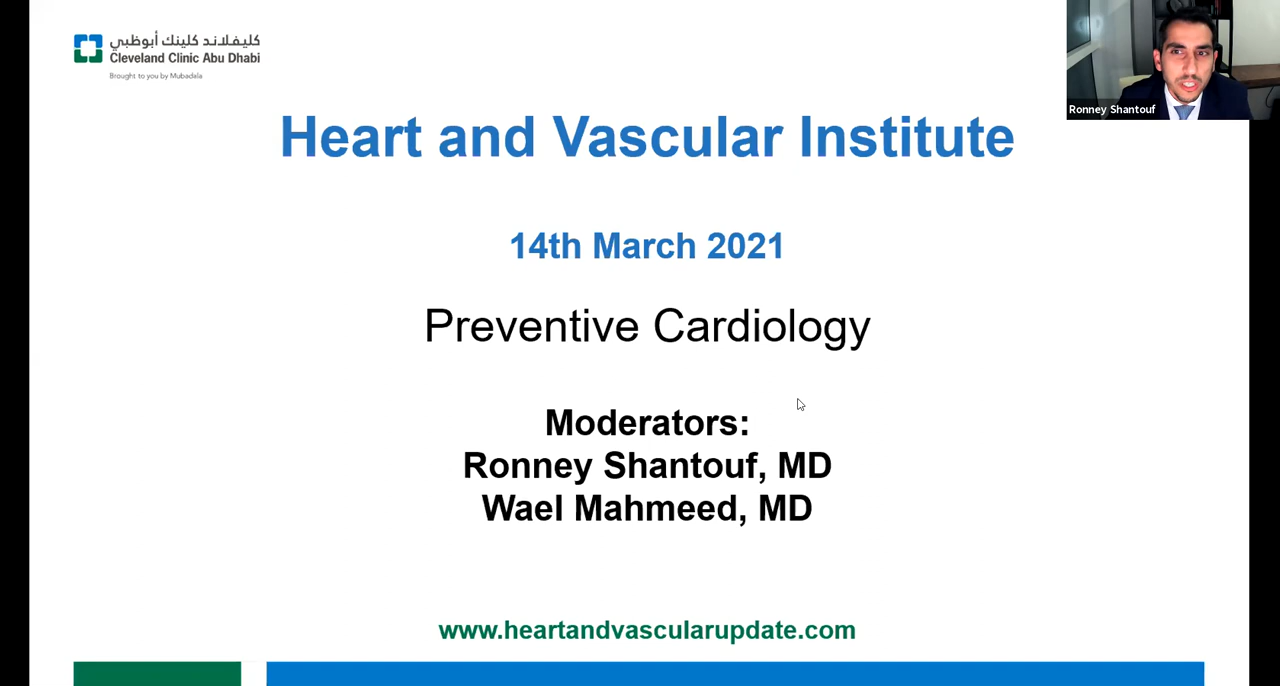 كليفلاند كلينك أبوظبي
Cleveland Clinic Abu Dhabi
Brought to you by Mubadala
Ronney Shantouf
Heart and Vascular Institute
14th March 2021
Preventive Cardiology
Moderators:
Ronney Shantouf, MD
Wael Mahmeed, MD
www.heartandvascularupdate.com